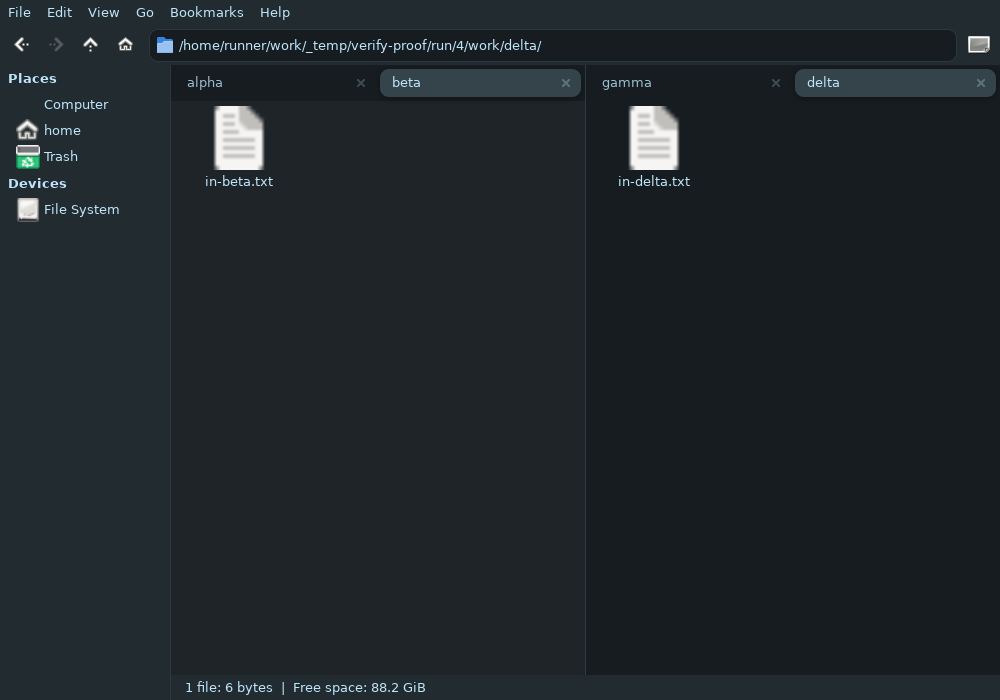 File Edit View Go Bookmarks Help
/home/runner/work/_temp/verify-proof/run/4/work/delta/
Places
Computer
home
Trash
Devices
File System
alpha
beta
in-beta.txt
gamma
delta
in-delta.txt
1 file: 6 bytes | Free space: 88.2 GiB